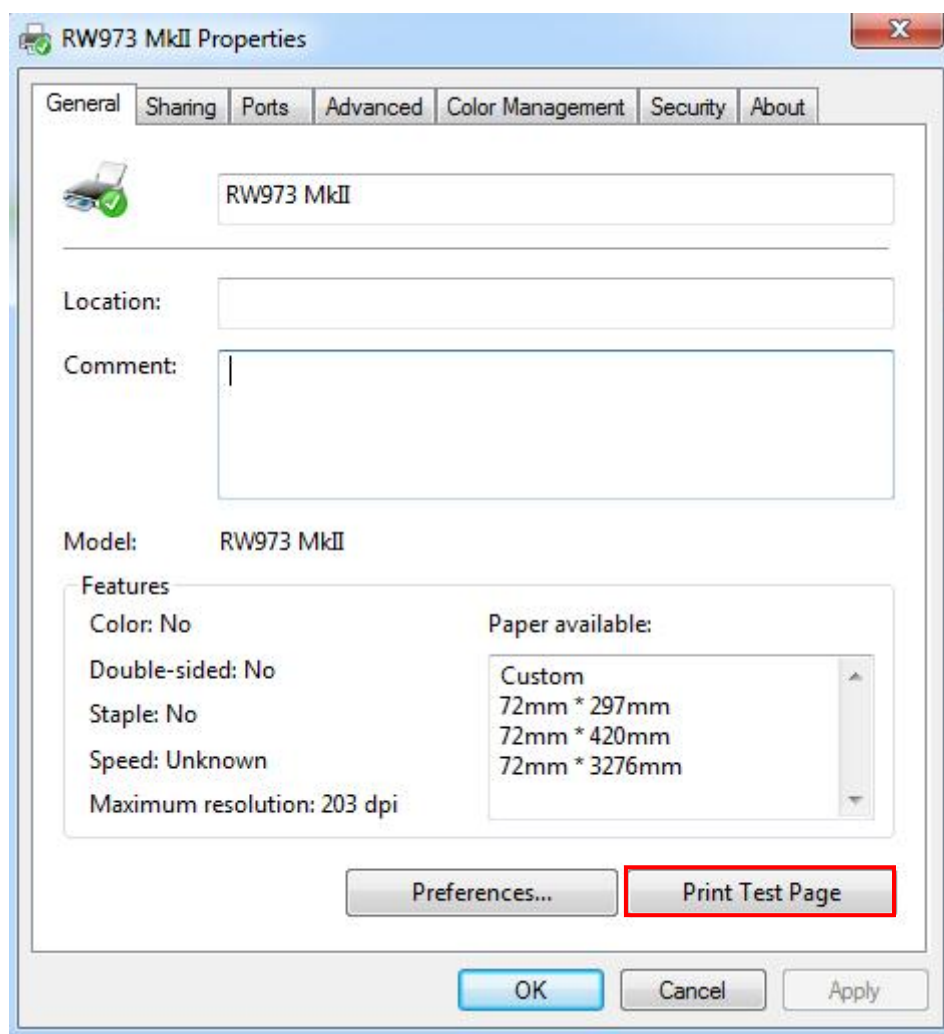 RW973 MkII Properties
X
General Sharing Ports Advanced Color Management Security About
RW973 MkII
Location:
Comment:
Model: RW973 MkII
Features
Color: No
Double-sided: No
Staple: No
Speed: Unknown
Maximum resolution: 203 dpi
Paper available:
Custom
72mm * 297mm
72mm * 420mm
72mm * 3276mm
Preferences... Print Test Page
OK Cancel Apply